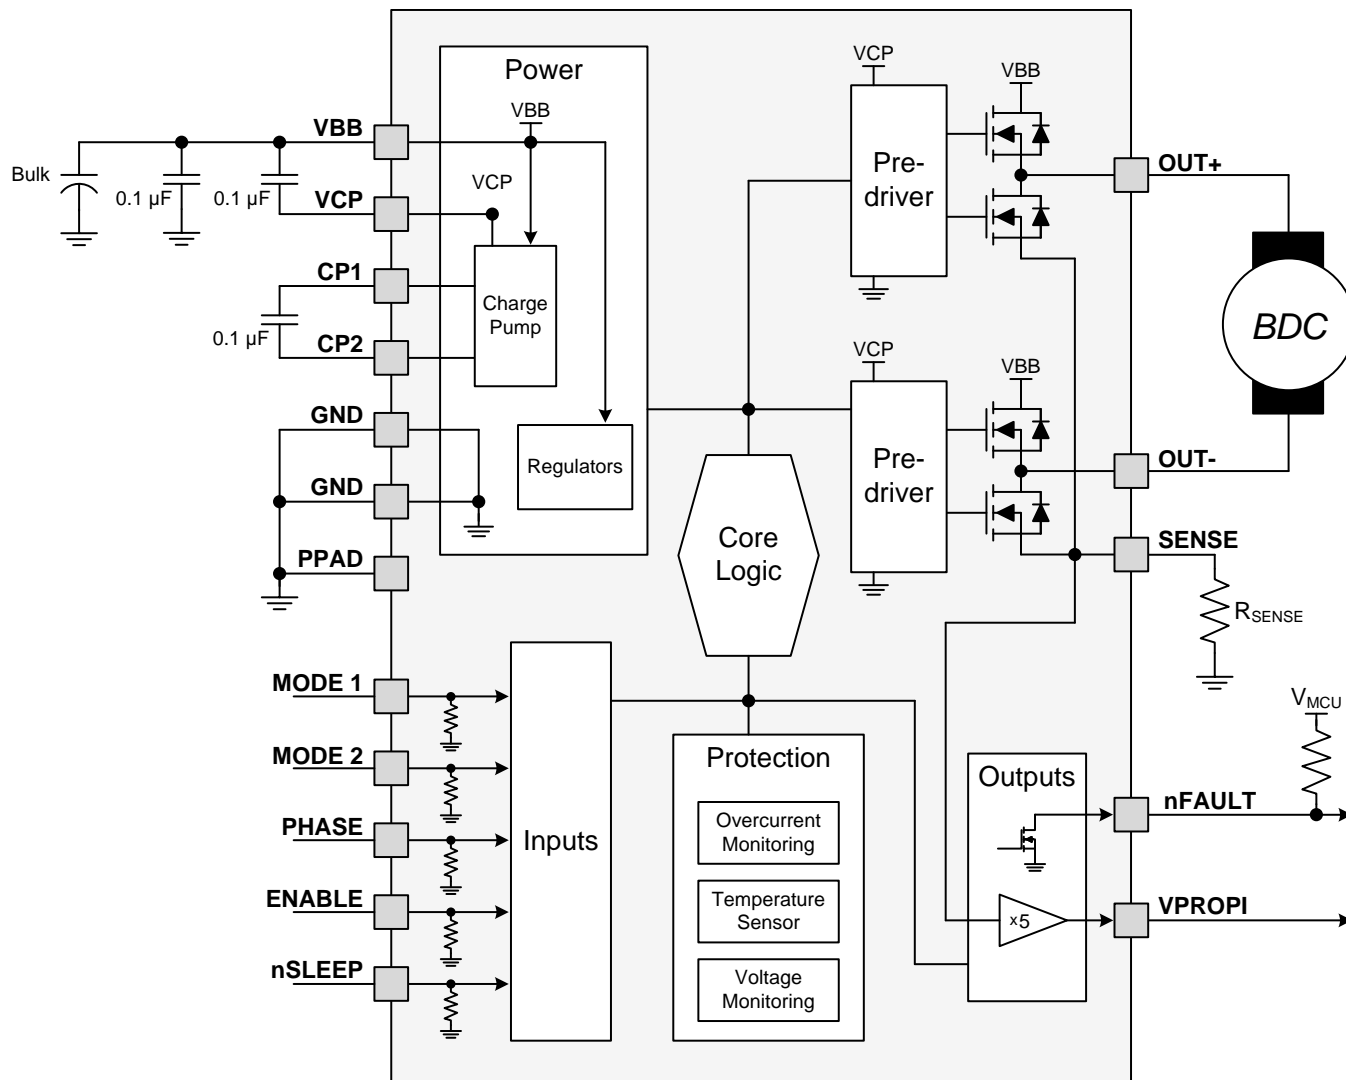 Power
VBB
VBB
Bulk
0.1 µF
0.1 µF
VCP
VCP
CP1
Charge
Pump
0.1 µF
CP2
GND
Regulators
GND
PPAD
VCP
VBB
Pre-
driver
OUT+
BDC
VCP
VBB
Pre-
driver
OUT-
SENSE
RSENSE
Core
Logic
MODE 1
MODE 2
PHASE
ENABLE
nSLEEP
Inputs
Protection
Overcurrent
Monitoring
Temperature
Sensor
Voltage
Monitoring
Outputs
x5
VMCU
nFAULT
VPROPI